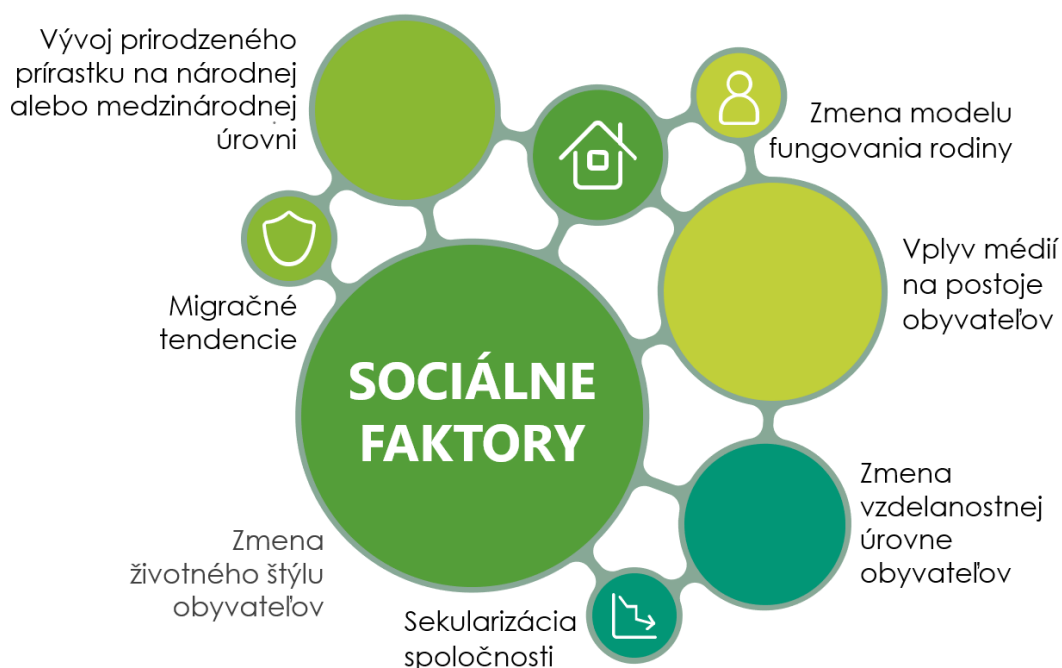 Vývoj prirodzeného
prírastku na národnej
alebo medzinárodnej
úrovni
Zmena modelu
fungovania rodiny
Migračné
tendencie
Vplyv médií
na postoje
obyvateľov
SOCIÁLNE
FAKTORY
Zmena
vzdelanostnej
úrovne
obyvateľov
Zmena
životného štýlu
obyvateľov
Sekularizácia
spoločnosti